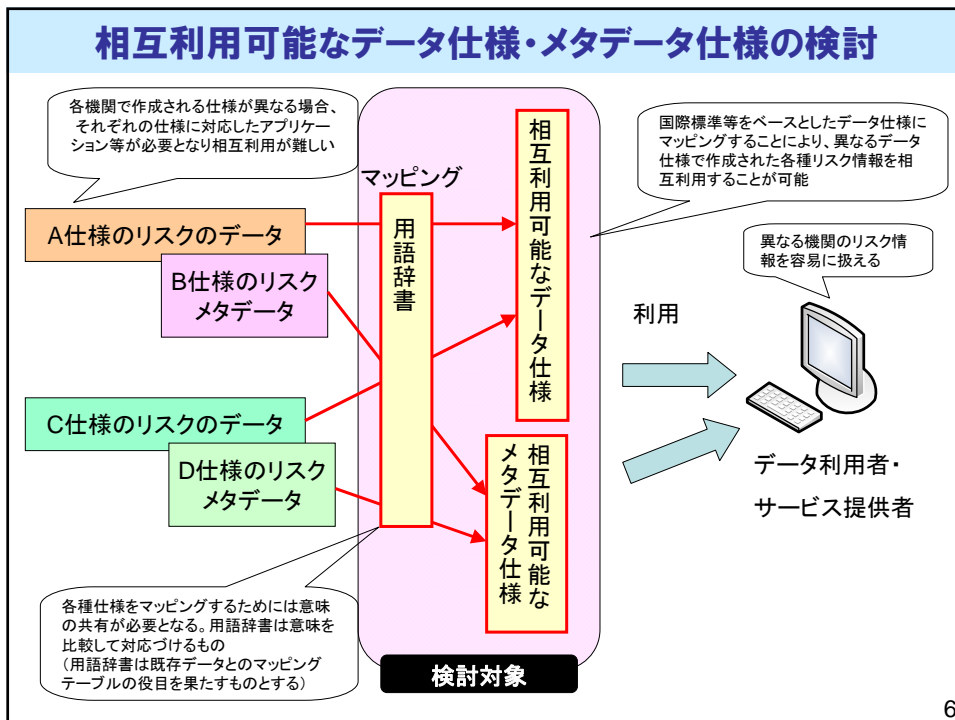 相互利用可能なデータ仕様・メタデータ仕様の検討
各機関で作成される仕様が異なる場合、
それぞれの仕様に対応したアプリケー
ション等が必要となり相互利用が難しい
国際標準等をベースとしたデータ仕様に
マッピングすることにより、異なるデータ
仕様で作成された各種リスク情報を相
互利用することが可能
マッピング
A仕様のリスクのデータ
B仕様のリスク
メタデータ
C仕様のリスクのデータ
D仕様のリスク
メタデータ
用語辞書
相互利用可能なデータ仕様
相互利用可能な
メタデータ仕様
異なる機関のリスク情
報を容易に扱える
利用
データ利用者・
サービス提供者
各種仕様をマッピングするためには意味
の共有が必要となる。用語辞書は意味を
比較して対応づけるもの
(用語辞書は既存データとのマッピング
テーブルの役目を果たすものとする)
検討対象
6